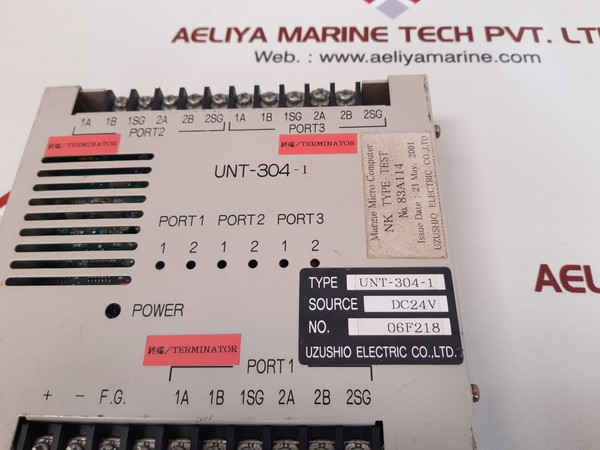 AELIYA MARINE TECH PVT. LT
Web. : www.aeliyamarine.com
1A 1B 1SG 2A 2B 2SG 1A 1B 1SG 2A 2B 2SG
PORT2 PORT3
終端/TERMINATOR 終端/TERMINATOR
UNT-304-1
Marine Micro Computer
NK TYPE TEST
No. 83A114
Issue Date : 21 May. 2001
UZUSHIO ELECTRIC CO.,LTD
PORT1 PORT2 PORT3
1 2 1 2 1 2
POWER
TYPE UNT-304-1
SOURCE DC24V
NO. 06F218
UZUSHIO ELECTRIC CO.,LTD.
終端/TERMINATOR
PORT1
+ - F.G. 1A 1B 1SG 2A 2B 2SG
AELI
AEL